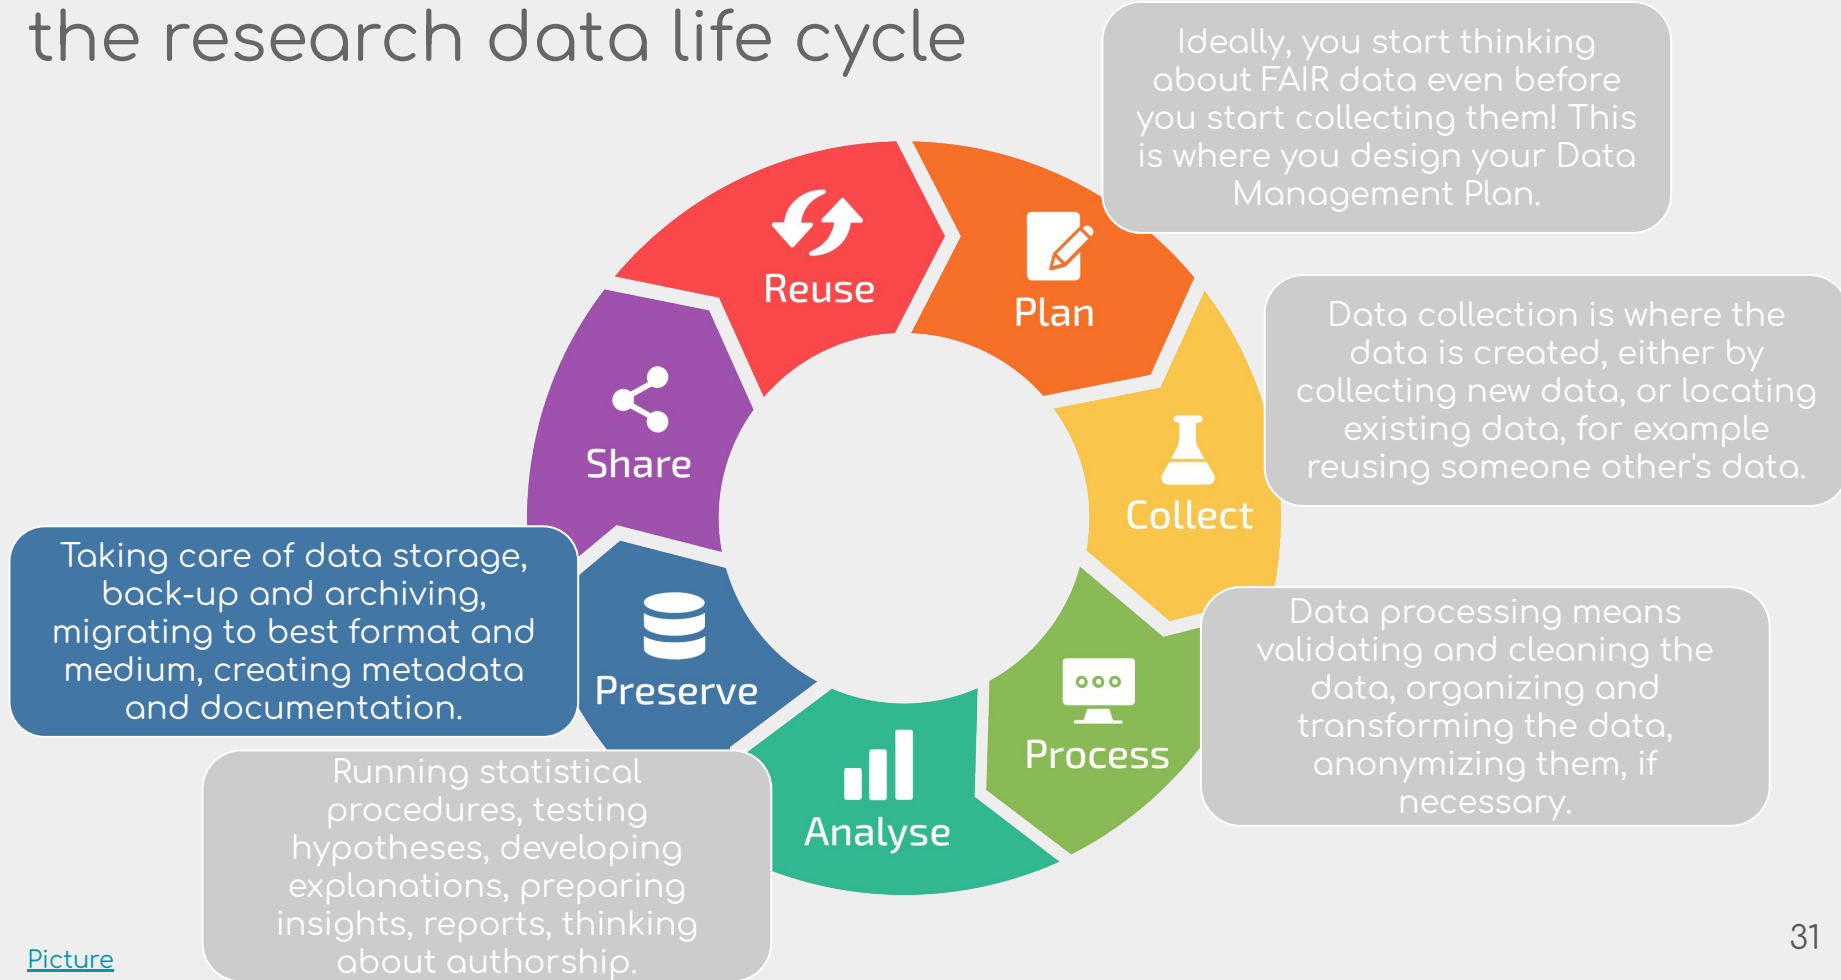 the research data life cycle
Ideally, you start thinking
about FAIR data even before
you start collecting them! This
is where you design your Data
Management Plan.
Reuse
Plan
Data collection is where the
data is created, either by
collecting new data, or locating
existing data, for example
reusing someone other's data.
Share
Collect
Taking care of data storage,
back-up and archiving,
migrating to best format and
medium, creating metadata
and documentation.
Preserve
Data processing means
validating and cleaning the
data, organizing and
transforming the data,
anonymizing them, if
necessary.
Process
Analyse
Running statistical
procedures, testing
hypotheses, developing
explanations, preparing
insights, reports, thinking
about authorship.
Picture
31